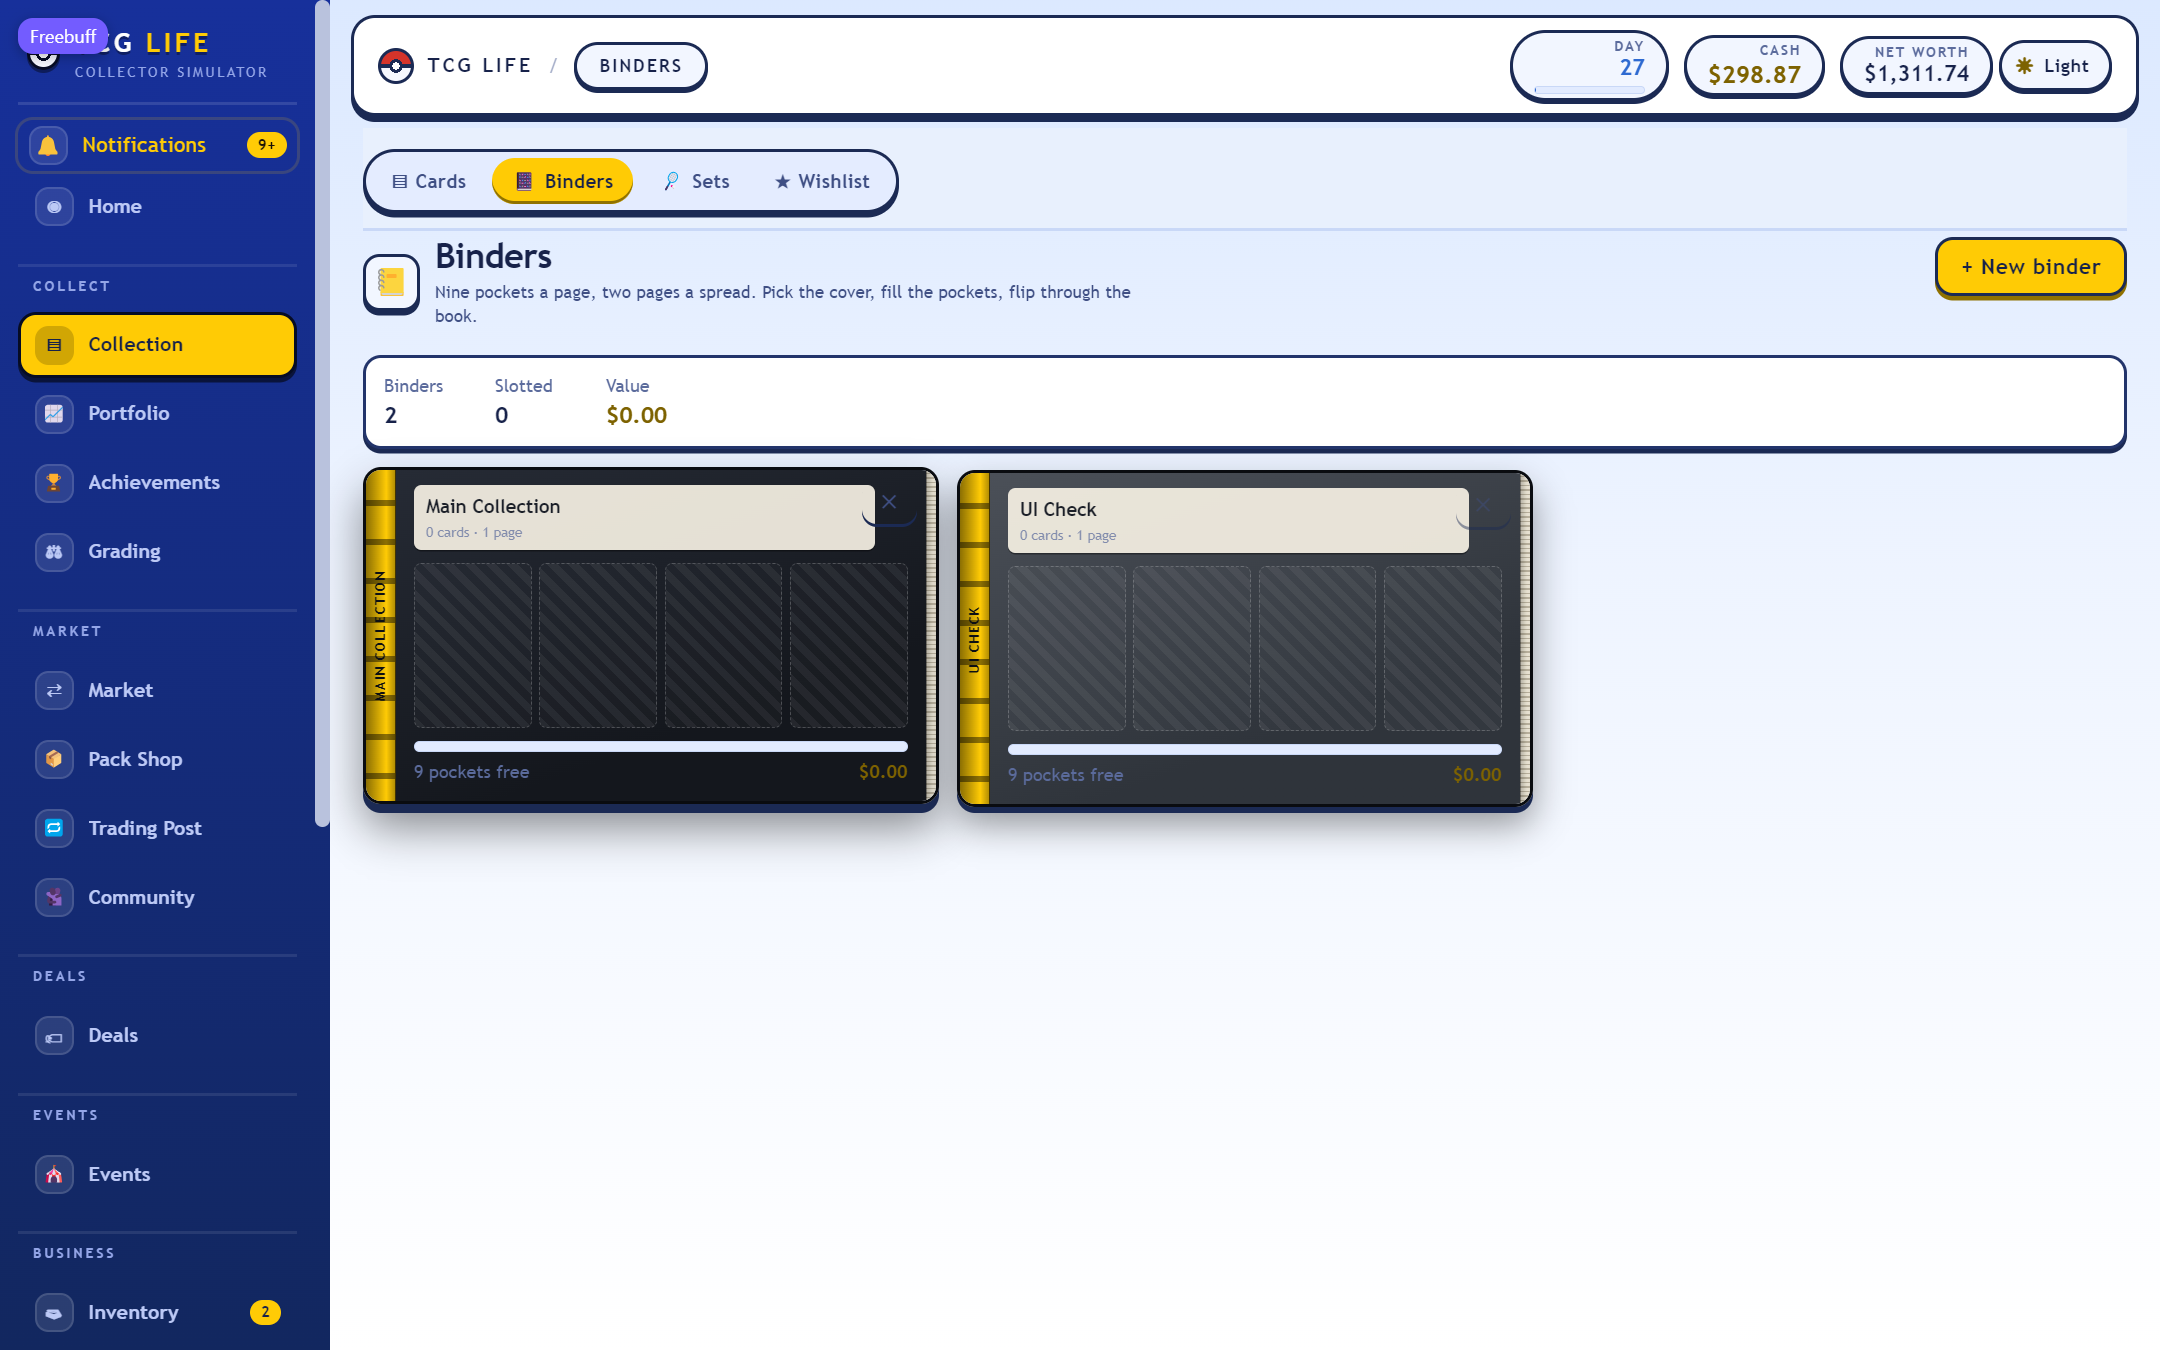 Freebuff
CG LIFE
COLLECTOR SIMULATOR
Notifications
9+
Home
COLLECT
Collection
Portfolio
Achievements
Grading
MARKET
Market
Pack Shop
Trading Post
Community
DEALS
Deals
EVENTS
Events
BUSINESS
Inventory
2
TCG LIFE / BINDERS
DAY
27
CASH
$298.87
NET WORTH
$1,311.74
Light
Cards
Binders
Sets
★ Wishlist
Binders
Nine pockets a page, two pages a spread. Pick the cover, fill the pockets, flip through the
book.
+ New binder
Binders
2
Slotted
0
Value
$0.00
MAIN COLLECTION
Main Collection
0 cards · 1 page
×
9 pockets free
$0.00
UI CHECK
UI Check
0 cards · 1 page
×
9 pockets free
$0.00